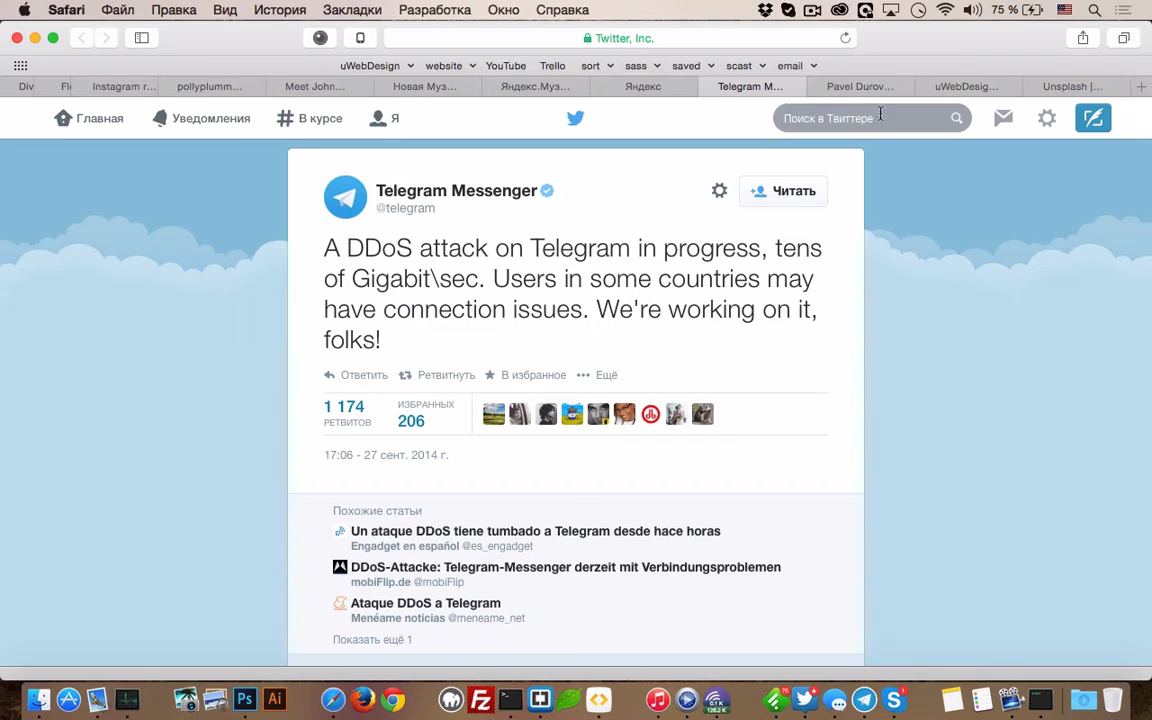 Safari Файл Правка Вид История Закладки Разработка Окно Справка 75 %
Twitter, Inc.
uWebDesign website YouTube Trello sort sass saved scast email
Div Fl Instagram r... pollyplumm... Meet John... Новая Муз... Яндекс.Муз... Яндекс Telegram M... Pavel Durov... uWebDesig... Unsplash |...
Главная Уведомления # В курсе Я Поиск в Твиттере
Telegram Messenger
@telegram
Читать
A DDoS attack on Telegram in progress, tens
of Gigabit\sec. Users in some countries may
have connection issues. We're working on it,
folks!
Ответить Ретвитнуть В избранное ••• Ещё
1 174 ИЗБРАННЫХ
РЕТВИТОВ 206
17:06 - 27 сент. 2014 г.
Похожие статьи
Un ataque DDoS tiene tumbado a Telegram desde hace horas
Engadget en español @es_engadget
DDoS-Attacke: Telegram-Messenger derzeit mit Verbindungsproblemen
mobiFlip.de @mobiFlip
Ataque DDoS a Telegram
Menéame noticias @meneame_net
Показать ещё 1
Ps Ai Fz